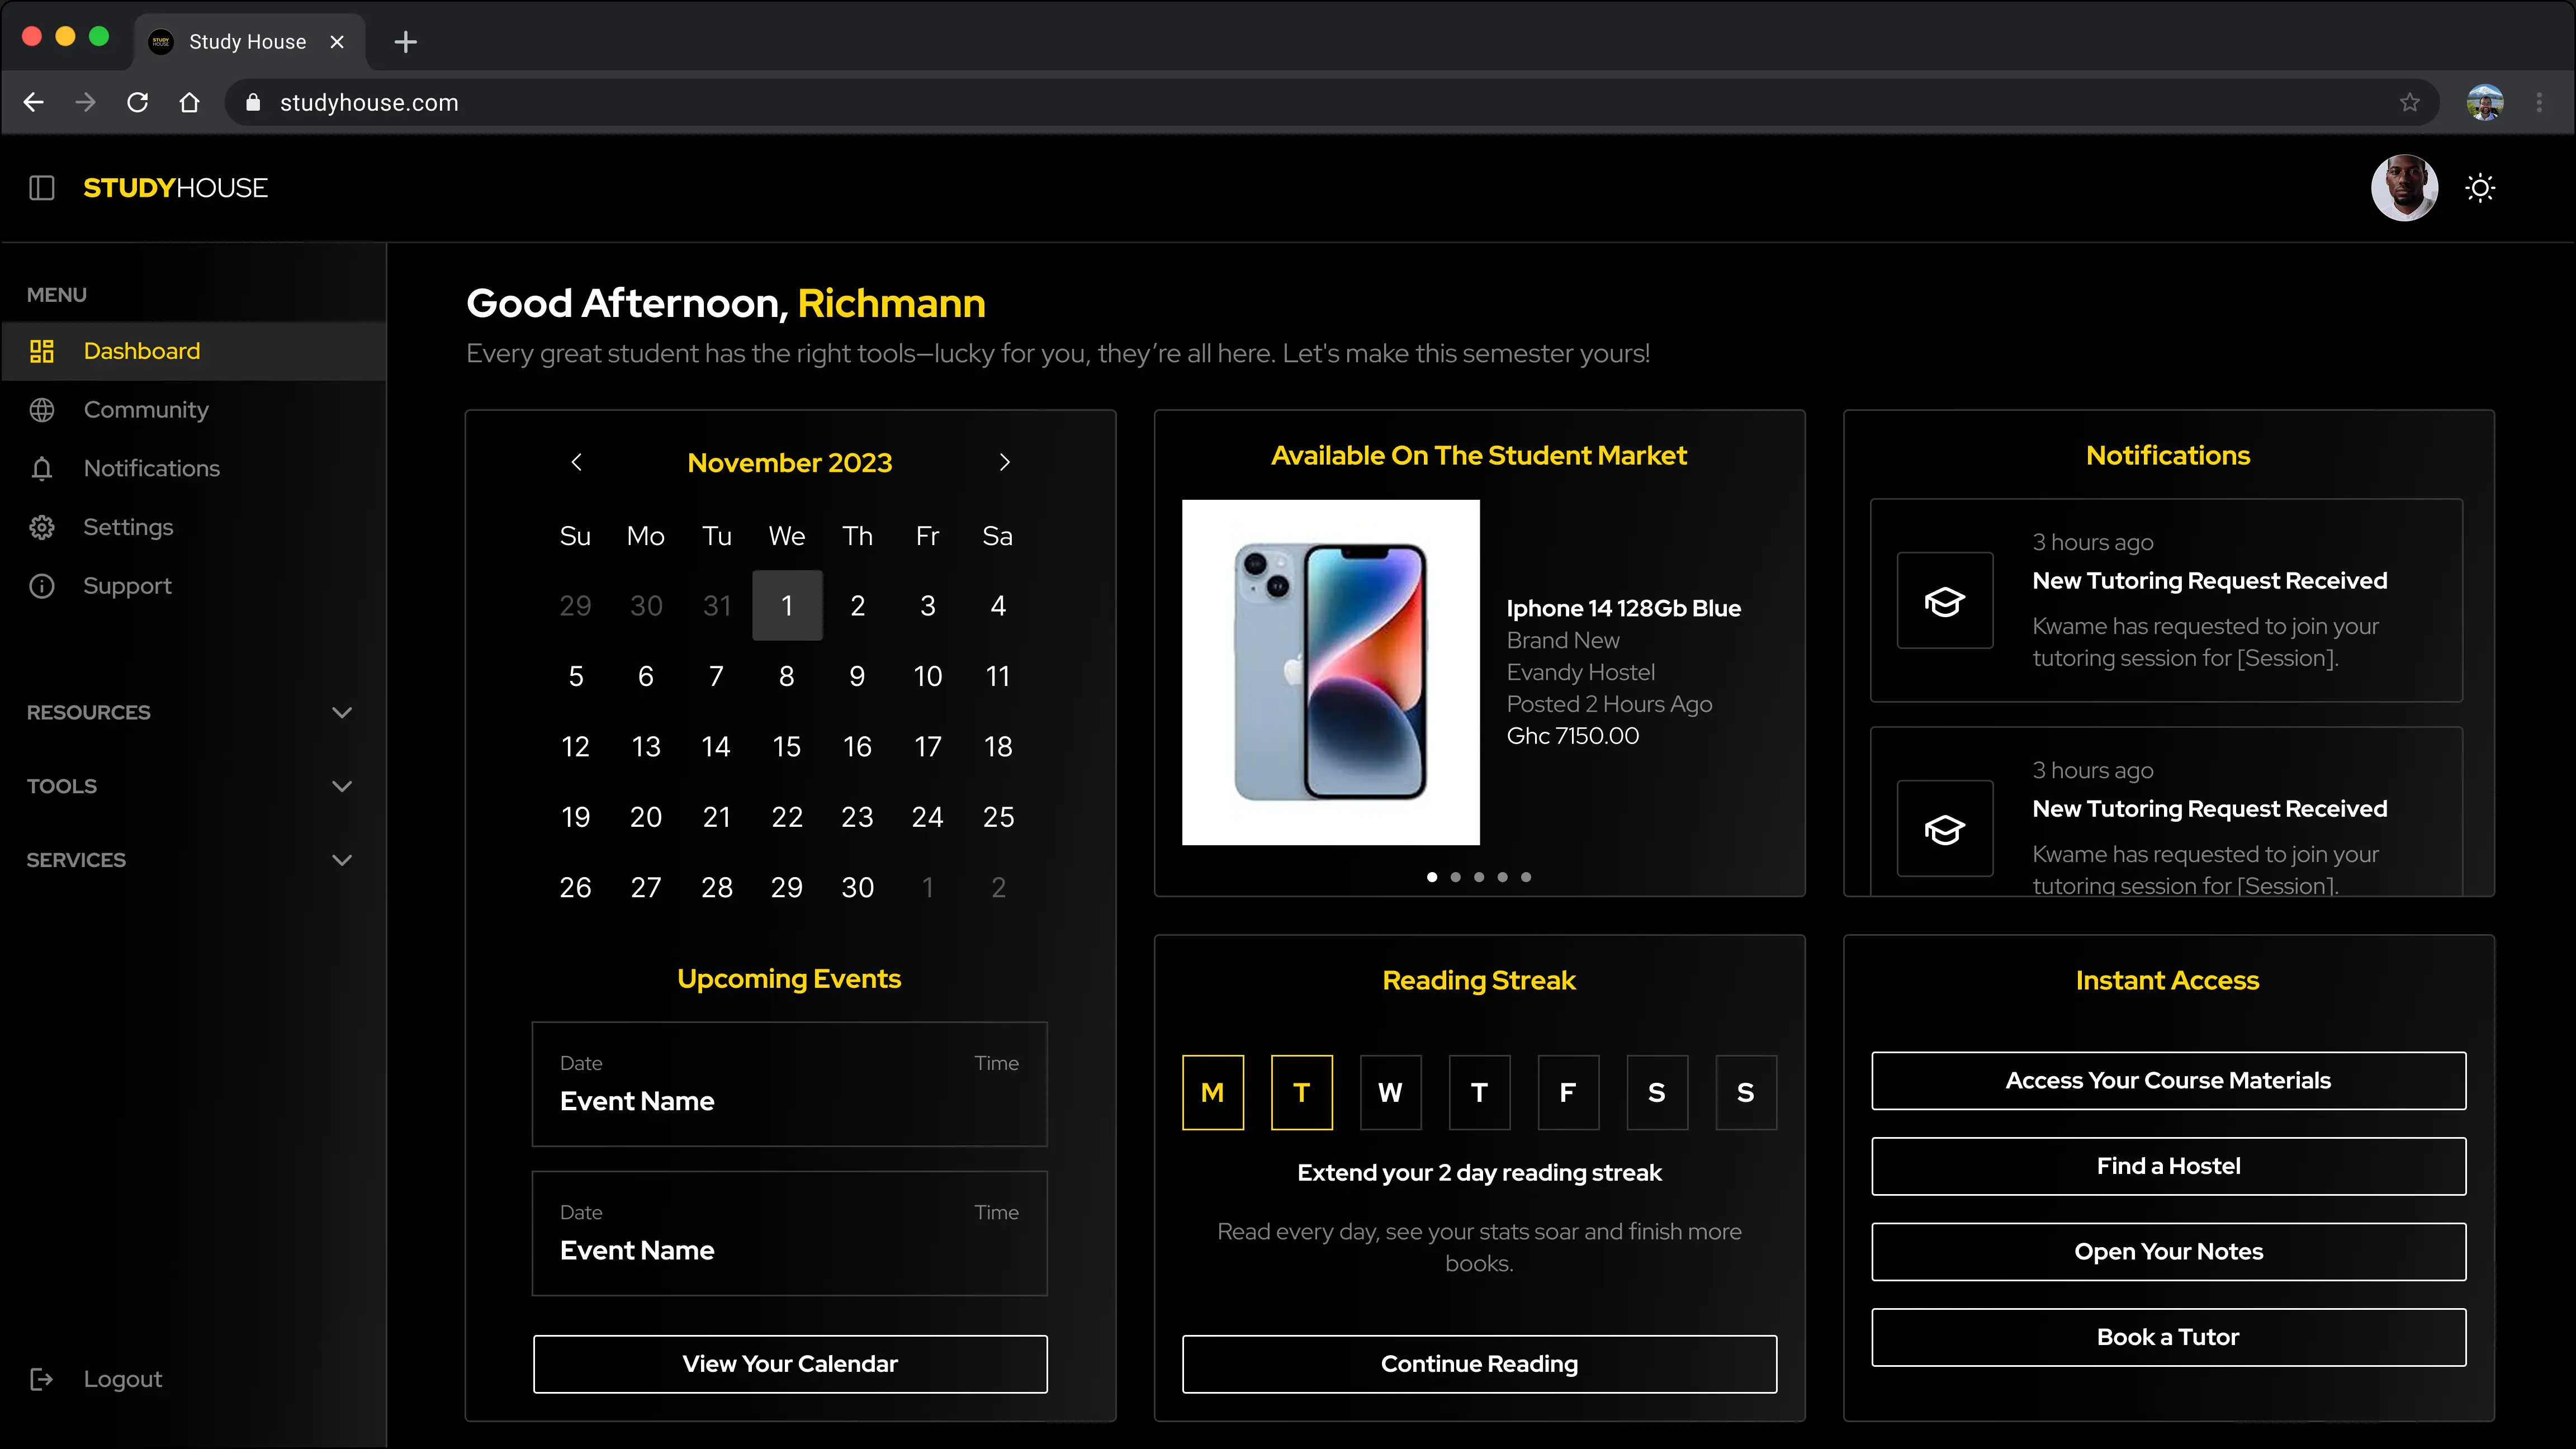 Study House
studyhouse.com
STUDYHOUSE
MENU
Dashboard
Community
Notifications
Settings
Support
RESOURCES
TOOLS
SERVICES
Logout
Good Afternoon, Richmann
Every great student has the right tools—lucky for you, they’re all here. Let's make this semester yours!
November 2023
Su Mo Tu We Th Fr Sa
29 30 31 1 2 3 4
5 6 7 8 9 10 11
12 13 14 15 16 17 18
19 20 21 22 23 24 25
26 27 28 29 30 1 2
Upcoming Events
Date Time
Event Name
Date Time
Event Name
View Your Calendar
Available On The Student Market
Iphone 14 128Gb Blue
Brand New
Evandy Hostel
Posted 2 Hours Ago
Ghc 7150.00
Notifications
3 hours ago
New Tutoring Request Received
Kwame has requested to join your
tutoring session for [Session].
3 hours ago
New Tutoring Request Received
Kwame has requested to join your
tutoring session for [Session].
Reading Streak
M T W T F S S
Extend your 2 day reading streak
Read every day, see your stats soar and finish more
books.
Continue Reading
Instant Access
Access Your Course Materials
Find a Hostel
Open Your Notes
Book a Tutor